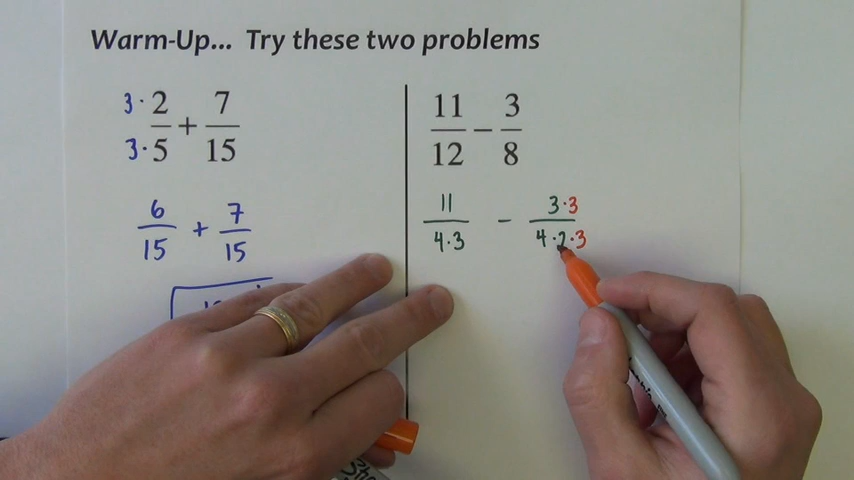 Warm-Up... Try these two problems
3· 2/5 + 7/15
3·
6/15 + 7/15
11/12 − 3/8
11/4·3 − 3·3/4·2·3